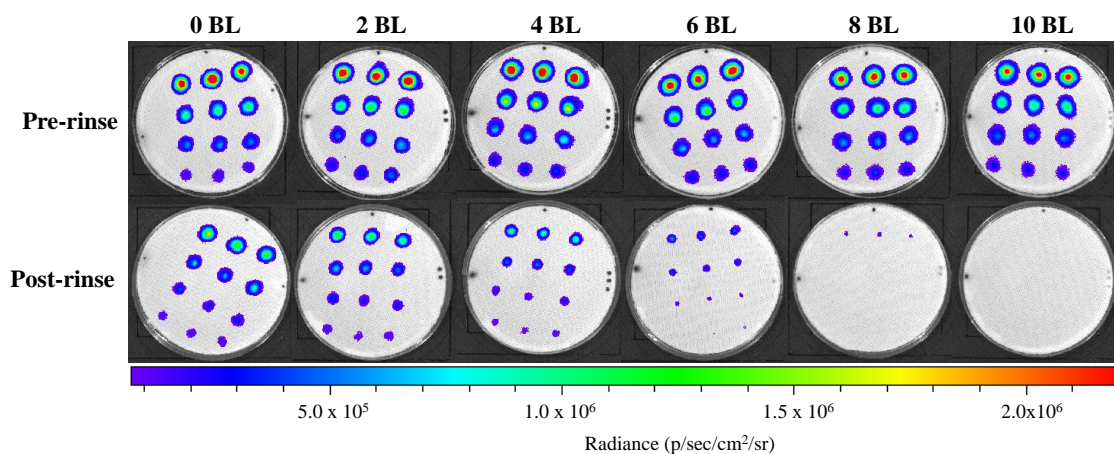 0 BL 2 BL 4 BL 6 BL 8 BL 10 BL
Pre-rinse
Post-rinse
5.0 x 10⁵ 1.0 x 10⁶ 1.5 x 10⁶ 2.0x10⁶
Radiance (p/sec/cm²/sr)